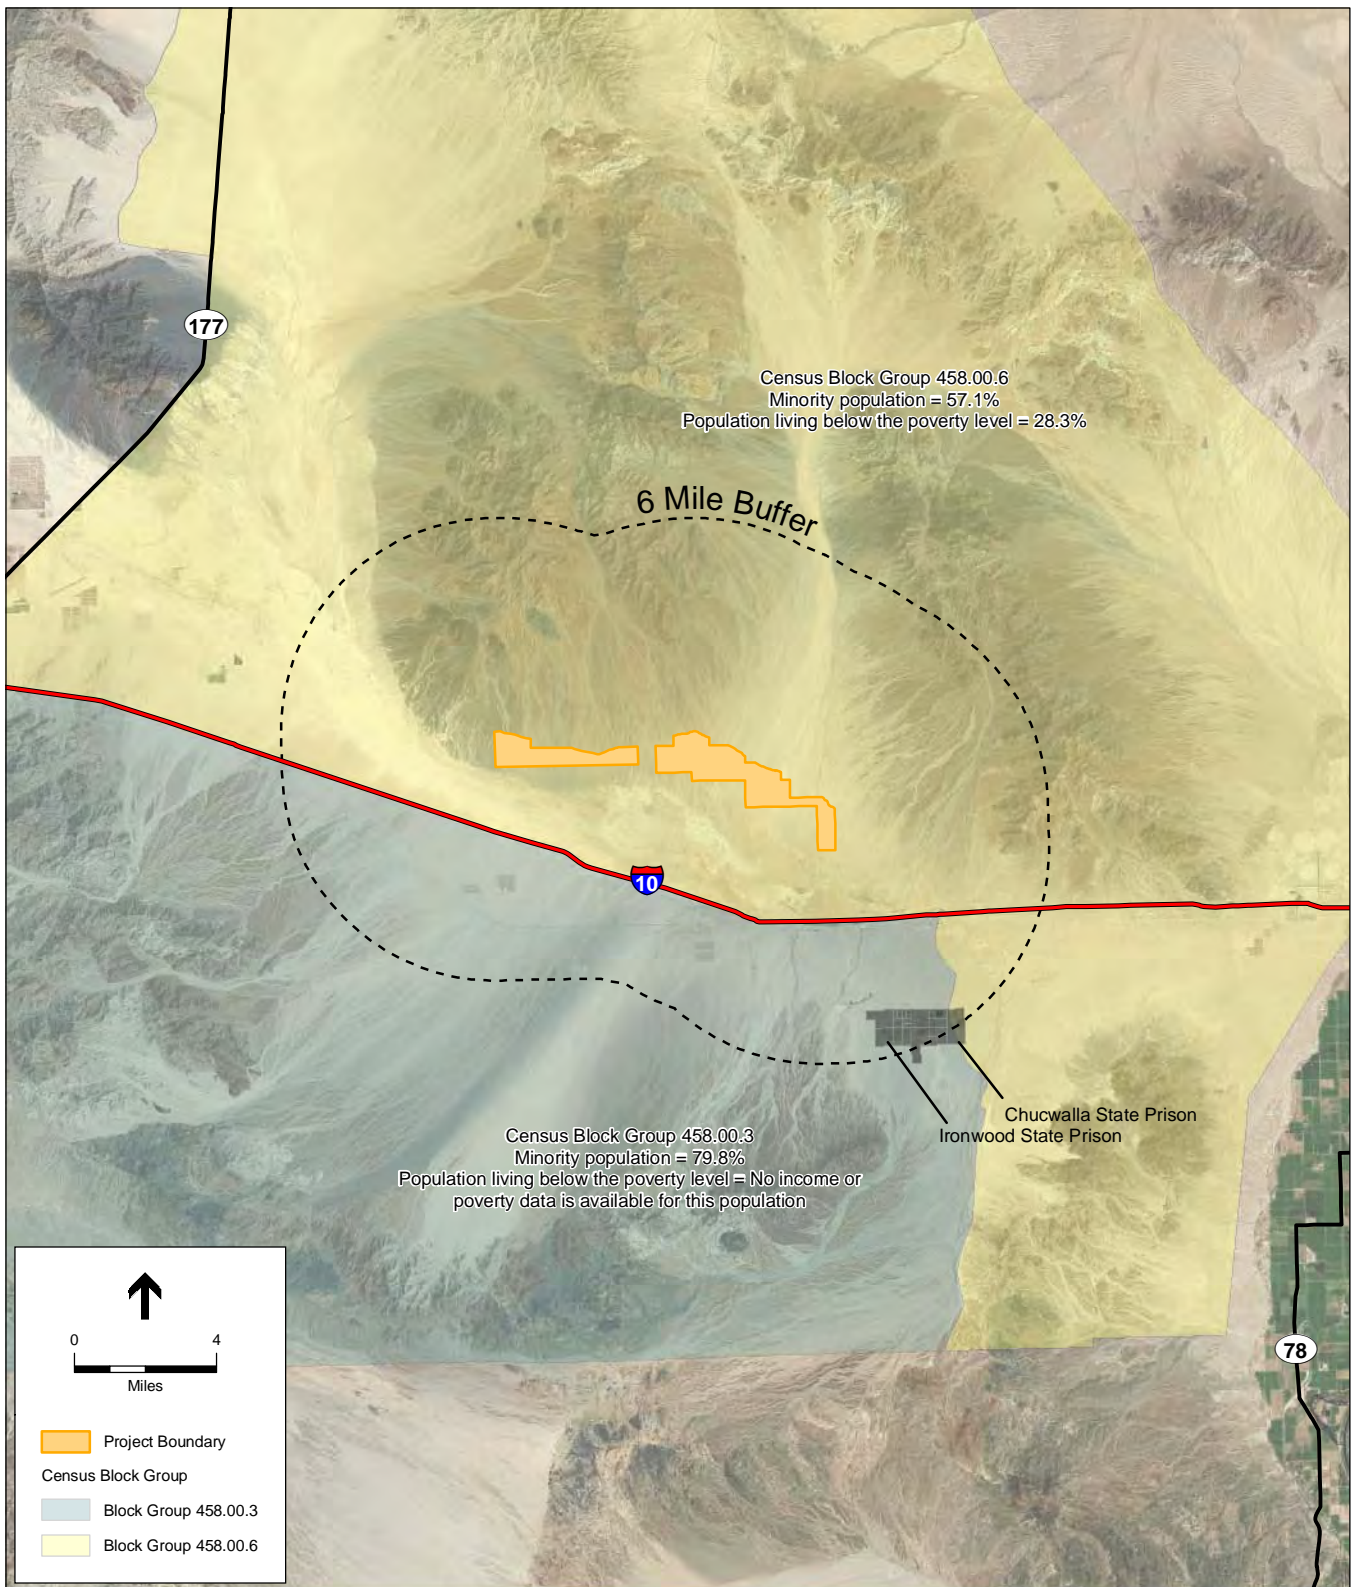 177
Census Block Group 458.00.6
Minority population = 57.1%
Population living below the poverty level = 28.3%
6 Mile Buffer
10
Chucwalla State Prison
Ironwood State Prison
Census Block Group 458.00.3
Minority population = 79.8%
Population living below the poverty level = No income or
poverty data is available for this population
0 4
Miles
Project Boundary
Census Block Group
Block Group 458.00.3
Block Group 458.00.6
78